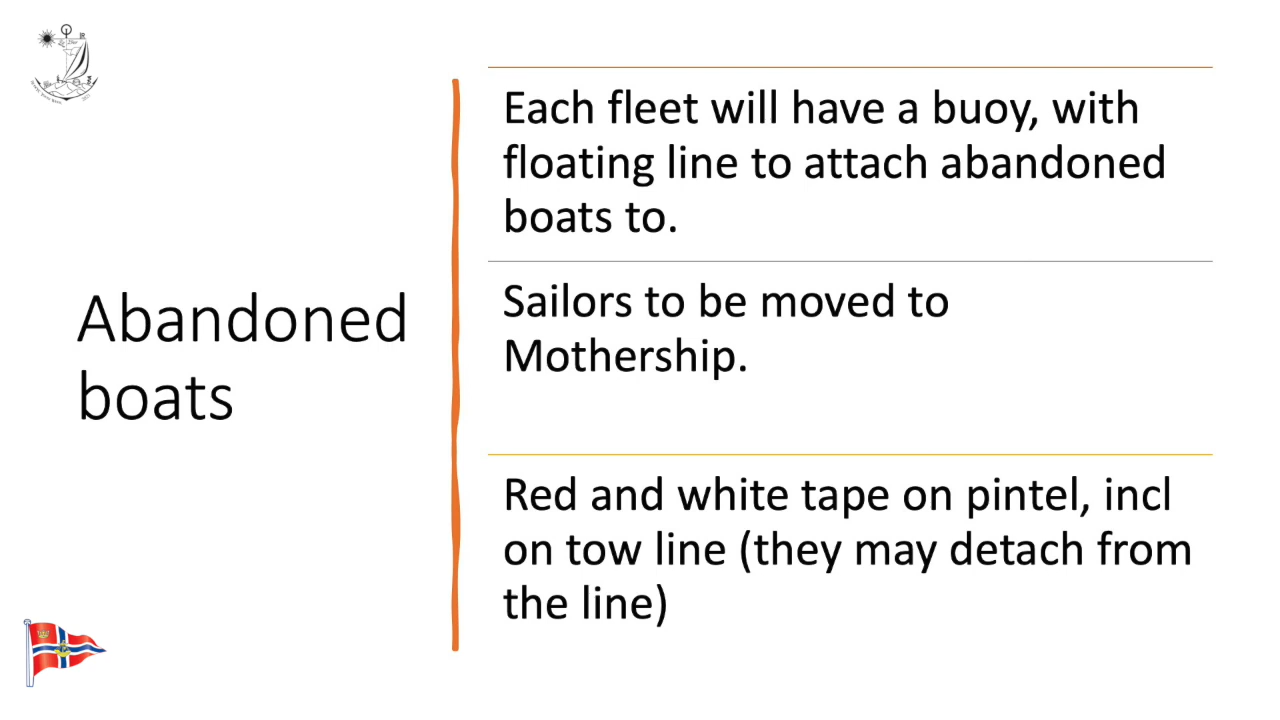 Abandoned
boats
Each fleet will have a buoy, with
floating line to attach abandoned
boats to.
Sailors to be moved to
Mothership.
Red and white tape on pintel, incl
on tow line (they may detach from
the line)